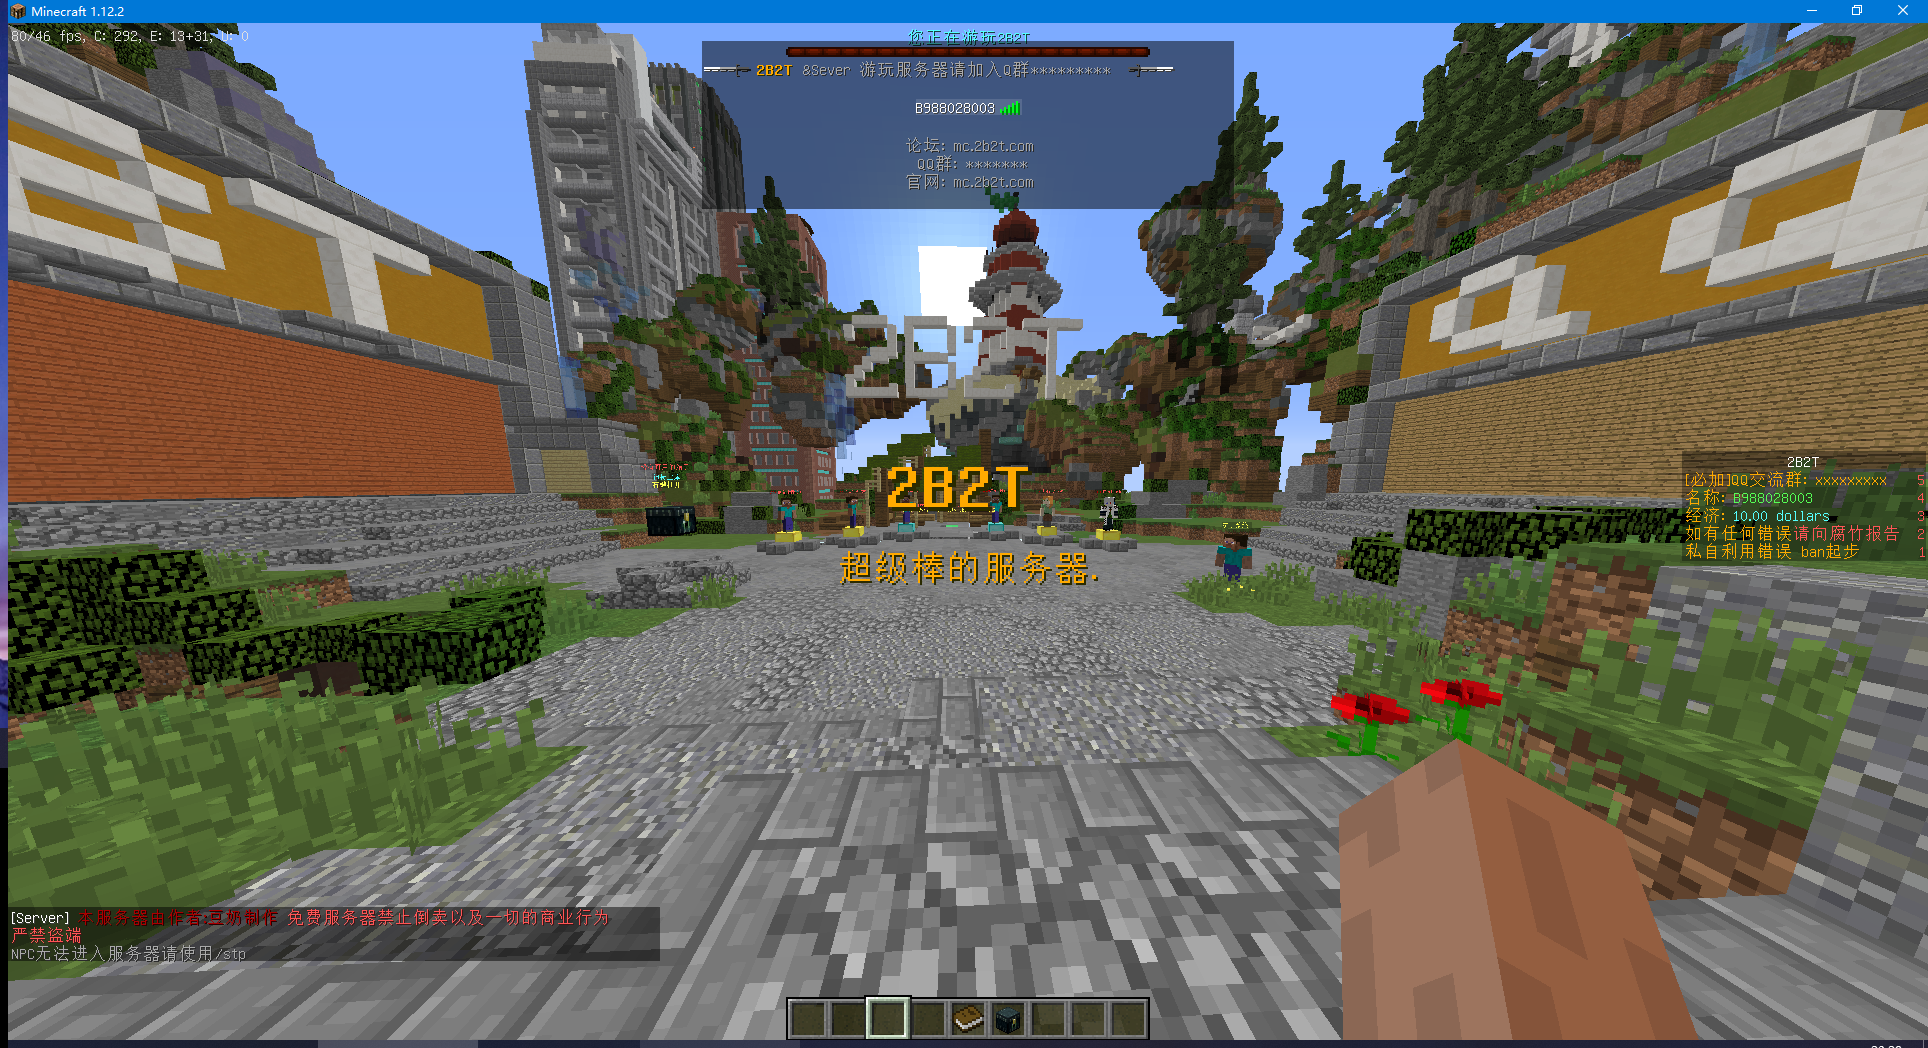 Minecraft 1.12.2
80/46 fps, C: 292, E: 13+31, U: 0
您正在游玩2B2T
2B2T &Sever 游玩服务器请加入Q群*********
B988028003
论坛: mc.2b2t.com
QQ群: *******
官网: mc.2b2t.com
2B2T
2B2T
超级棒的服务器.
2B2T
[必加]QQ交流群: xxxxxxxxx 5
名称: B988028003 4
经济: 10.00 dollars 3
如有任何错误请向腐竹报告 2
私自利用错误 ban起步 1
[Server] 本服务器由作者:豆奶制作 免费服务器禁止倒卖以及一切的商业行为
严禁盗端
NPC无法进入服务器请使用/stp